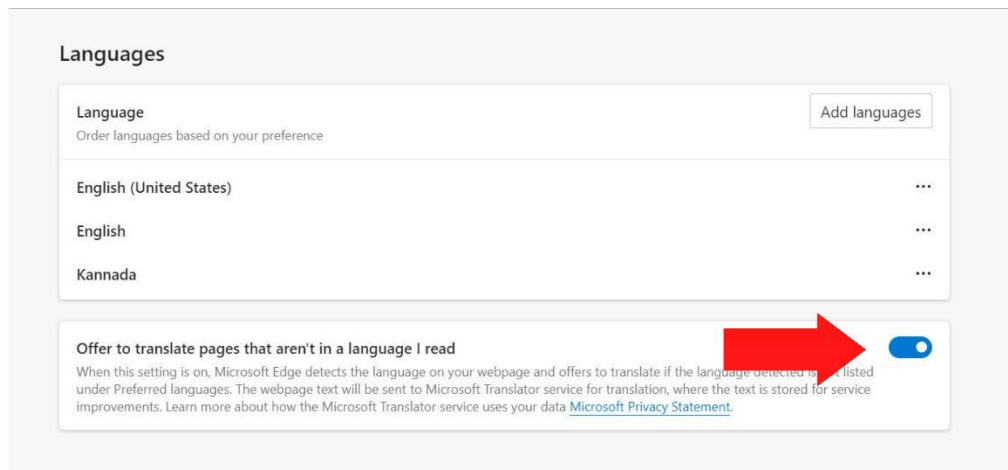 Languages
Language
Add languages
Order languages based on your preference
English (United States)
English
Kannada
Offer to translate pages that aren't in a language I read
When this setting is on, Microsoft Edge detects the language on your webpage and offers to translate if the language detected listed
under Preferred languages. The webpage text will be sent to Microsoft Translator service for translation, where the text is stored for service
improvements. Learn more about how the Microsoft Translator service uses your data Microsoft Privacy Statement.